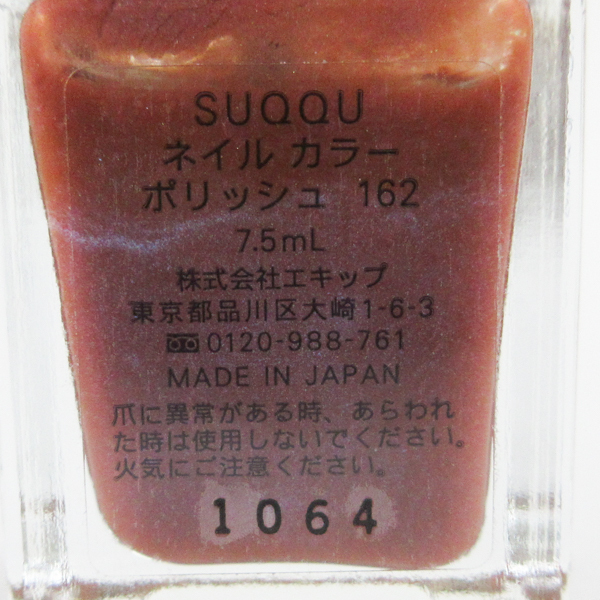 SUQQU
ネイル カラー
ポリッシュ 162
7.5mL
株式会社エキップ
東京都品川区大崎1-6-3
0120-988-761
MADE IN JAPAN
爪に異常がある時、あらわれ
た時は使用しないでください。
火気にご注意ください。
1064